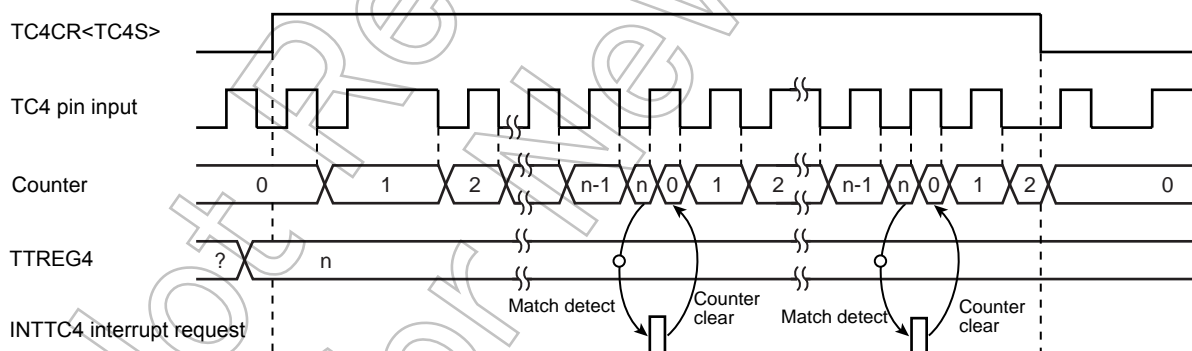 TC4CR<TC4S>
TC4 pin input
Counter 0 1 2 n-1 n 0 1 2 n-1 n 0 1 2 0
TTREG4 ? n
Match detect Counter clear Match detect Counter clear
INTTC4 interrupt request